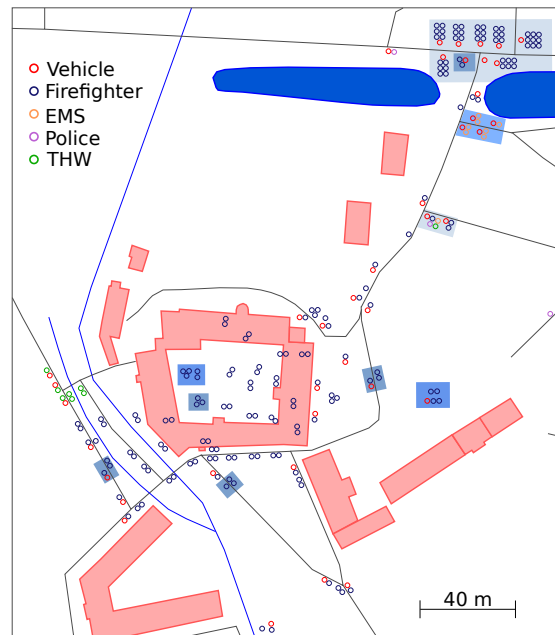 Vehicle
Firefighter
EMS
Police
THW
40 m